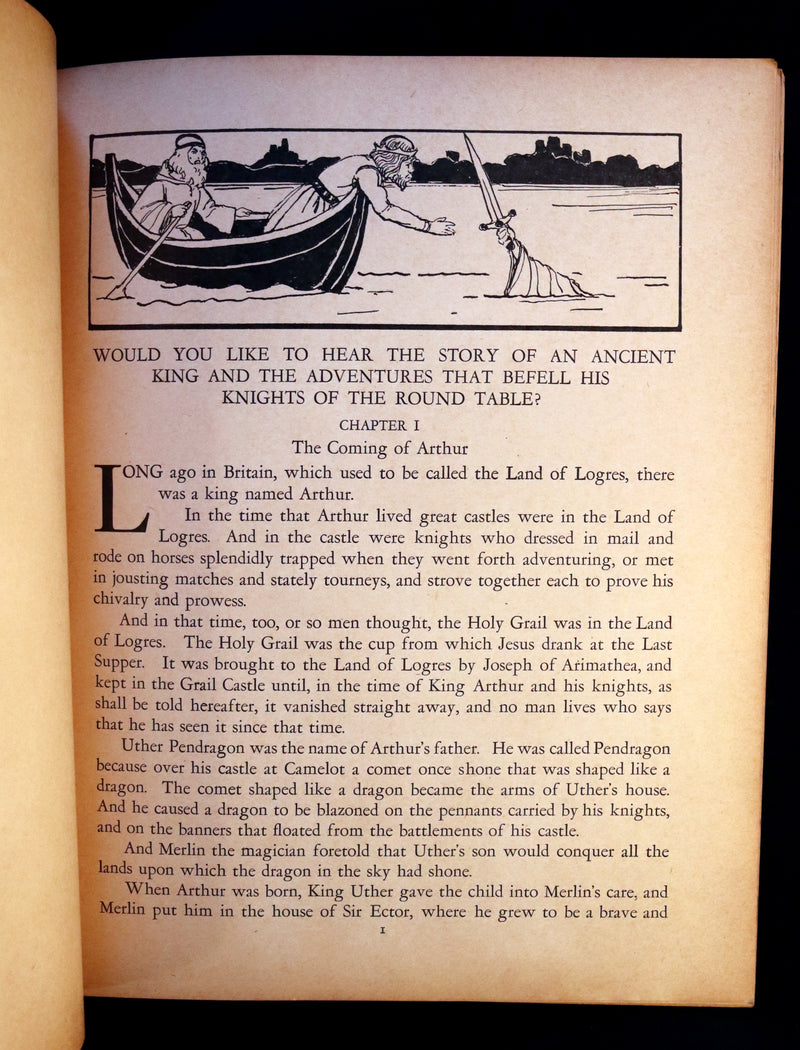 WOULD YOU LIKE TO HEAR THE STORY OF AN ANCIENT
KING AND THE ADVENTURES THAT BEFELL HIS
KNIGHTS OF THE ROUND TABLE?
CHAPTER I
The Coming of Arthur
LONG ago in Britain, which used to be called the Land of Logres, there
was a king named Arthur.
In the time that Arthur lived great castles were in the Land of
Logres. And in the castle were knights who dressed in mail and
rode on horses splendidly trapped when they went forth adventuring, or met
in jousting matches and stately tourneys, and strove together each to prove his
chivalry and prowess.
And in that time, too, or so men thought, the Holy Grail was in the Land
of Logres. The Holy Grail was the cup from which Jesus drank at the Last
Supper. It was brought to the Land of Logres by Joseph of Arimathea, and
kept in the Grail Castle until, in the time of King Arthur and his knights, as
shall be told hereafter, it vanished straight away, and no man lives who says
that he has seen it since that time.
Uther Pendragon was the name of Arthur's father. He was called Pendragon
because over his castle at Camelot a comet once shone that was shaped like a
dragon. The comet shaped like a dragon became the arms of Uther's house.
And he caused a dragon to be blazoned on the pennants carried by his knights,
and on the banners that floated from the battlements of his castle.
And Merlin the magician foretold that Uther's son would conquer all the
lands upon which the dragon in the sky had shone.
When Arthur was born, King Uther gave the child into Merlin's care, and
Merlin put him in the house of Sir Ector, where he grew to be a brave and
1